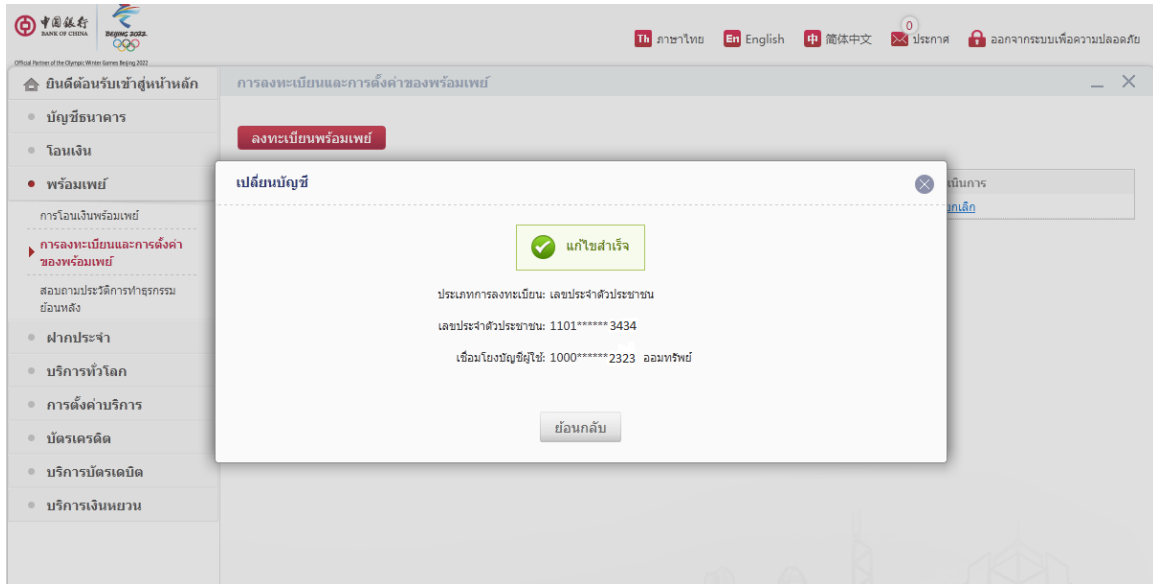 中国银行
BANK OF CHINA
BEIJING 2022
Official Partner of the Olympic Winter Games Beijing 2022
Th ภาษาไทย En English 中 简体中文 0 ประกาศ ออกจากระบบเพื่อความปลอดภัย
ยินดีต้อนรับเข้าสู่หน้าหลัก
การลงทะเบียนและการตั้งค่าของพร้อมเพย์
บัญชีธนาคาร
โอนเงิน
พร้อมเพย์
การโอนเงินพร้อมเพย์
การลงทะเบียนและการตั้งค่า
ของพร้อมเพย์
สอบถามประวัติการทำธุรกรรม
ย้อนหลัง
ฝากประจำ
บริการทั่วโลก
การตั้งค่าบริการ
บัตรเครดิต
บริการบัตรเดบิต
บริการเงินหยวน
ลงทะเบียนพร้อมเพย์
เปลี่ยนบัญชี
แก้ไขสำเร็จ
ประเภทการลงทะเบียน: เลขประจำตัวประชาชน
เลขประจำตัวประชาชน: 1101******3434
เชื่อมโยงบัญชีผู้ใช้: 1000******2323 ออมทรัพย์
ย้อนกลับ